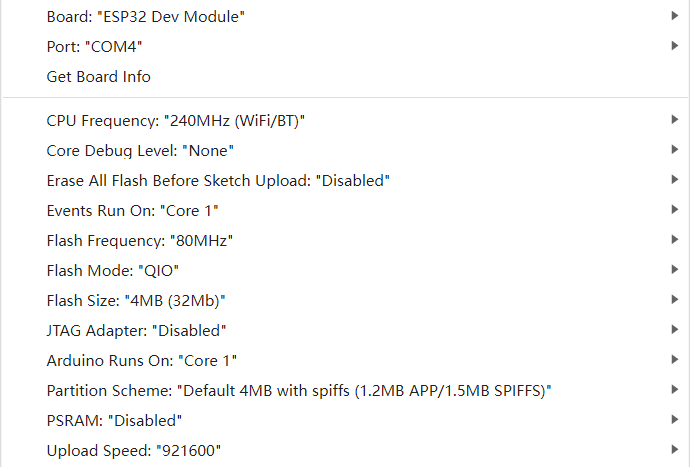 Board: "ESP32 Dev Module"
Port: "COM4"
Get Board Info
CPU Frequency: "240MHz (WiFi/BT)"
Core Debug Level: "None"
Erase All Flash Before Sketch Upload: "Disabled"
Events Run On: "Core 1"
Flash Frequency: "80MHz"
Flash Mode: "QIO"
Flash Size: "4MB (32Mb)"
JTAG Adapter: "Disabled"
Arduino Runs On: "Core 1"
Partition Scheme: "Default 4MB with spiffs (1.2MB APP/1.5MB SPIFFS)"
PSRAM: "Disabled"
Upload Speed: "921600"